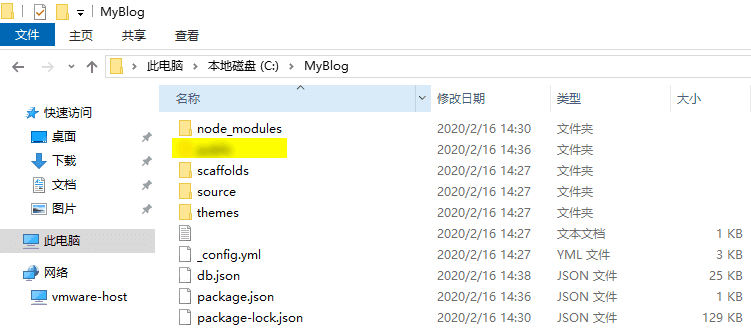 MyBlog
文件 主页 共享 查看
此电脑 本地磁盘 (C:) MyBlog
名称 修改日期 类型 大小
快速访问
桌面
下载
文档
图片
此电脑
网络
vmware-host
node_modules 2020/2/16 14:30 文件夹
2020/2/16 14:36 文件夹
scaffolds 2020/2/16 14:27 文件夹
source 2020/2/16 14:27 文件夹
themes 2020/2/16 14:27 文件夹
2020/2/16 14:27 文本文档 1 KB
_config.yml 2020/2/16 14:27 YML 文件 3 KB
db.json 2020/2/16 14:38 JSON 文件 25 KB
package.json 2020/2/16 14:36 JSON 文件 1 KB
package-lock.json 2020/2/16 14:30 JSON 文件 129 KB